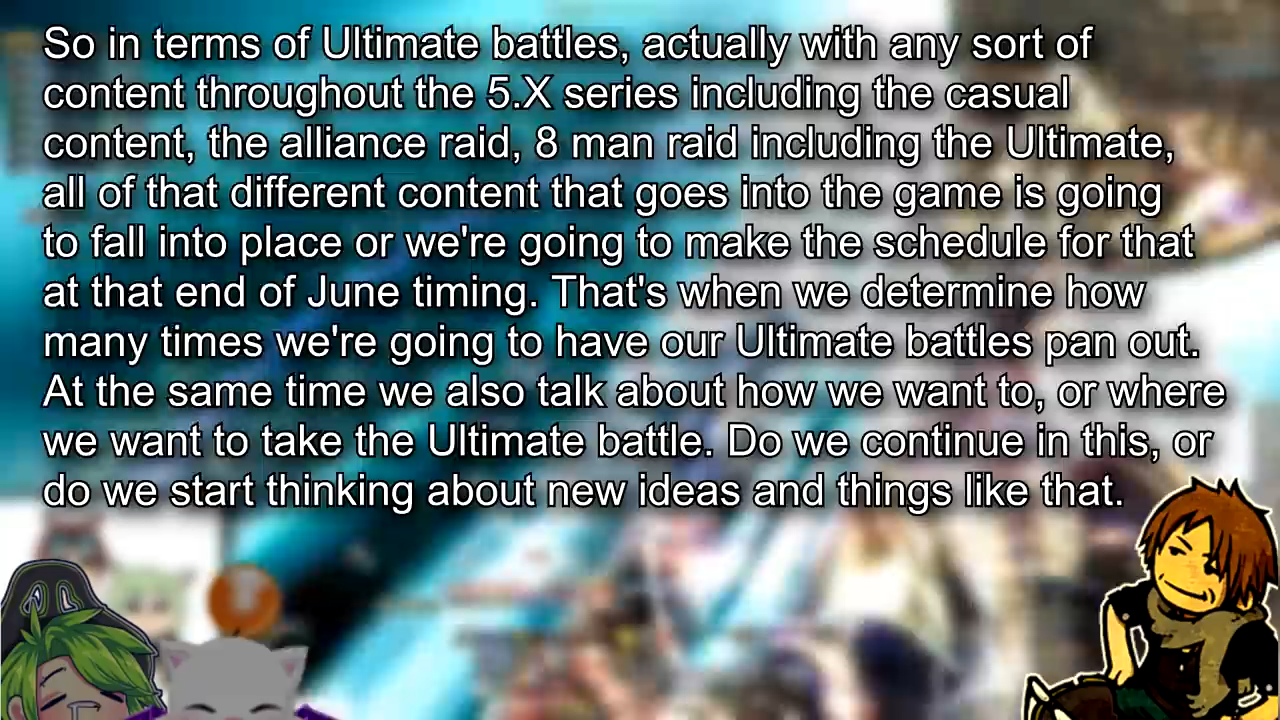 So in terms of Ultimate battles, actually with any sort of
content throughout the 5.X series including the casual
content, the alliance raid, 8 man raid including the Ultimate,
all of that different content that goes into the game is going
to fall into place or we're going to make the schedule for that
at that end of June timing. That's when we determine how
many times we're going to have our Ultimate battles pan out.
At the same time we also talk about how we want to, or where
we want to take the Ultimate battle. Do we continue in this, or
do we start thinking about new ideas and things like that.